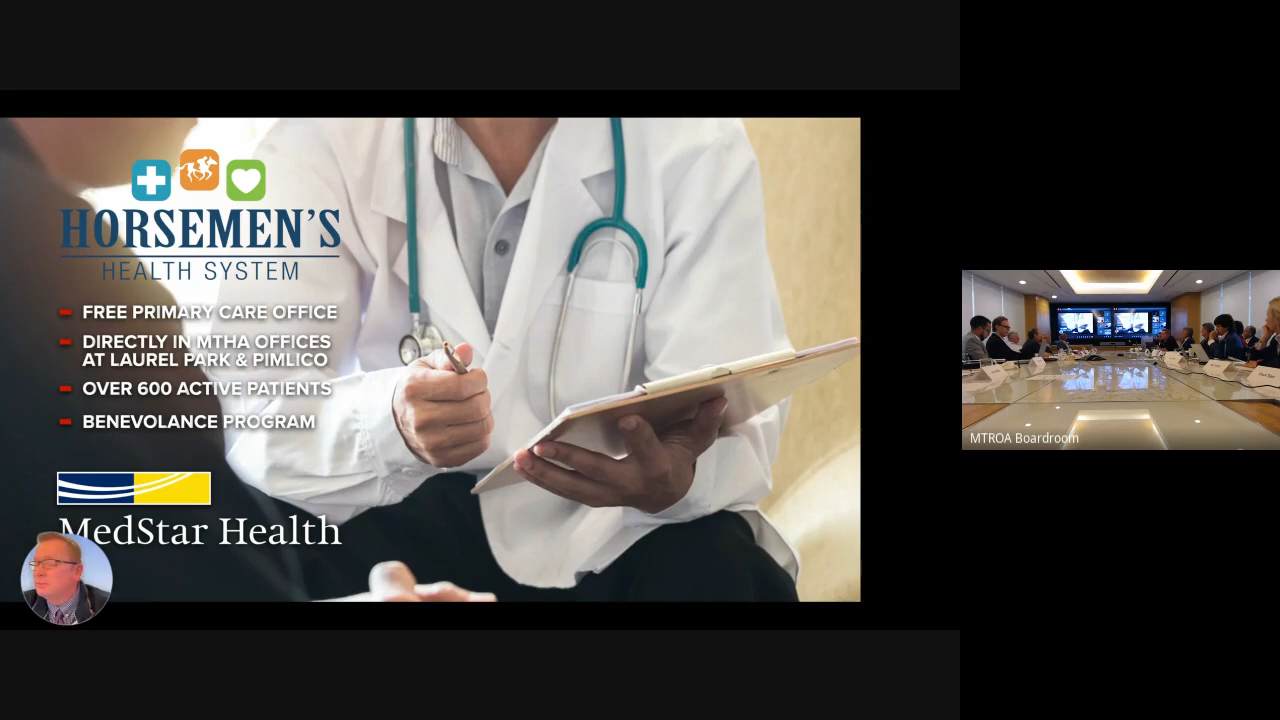 HORSEMEN'S
HEALTH SYSTEM
FREE PRIMARY CARE OFFICE
DIRECTLY IN MTHA OFFICES
AT LAUREL PARK & PIMLICO
OVER 600 ACTIVE PATIENTS
BENEVOLANCE PROGRAM
MedStar Health
MTROA Boardroom